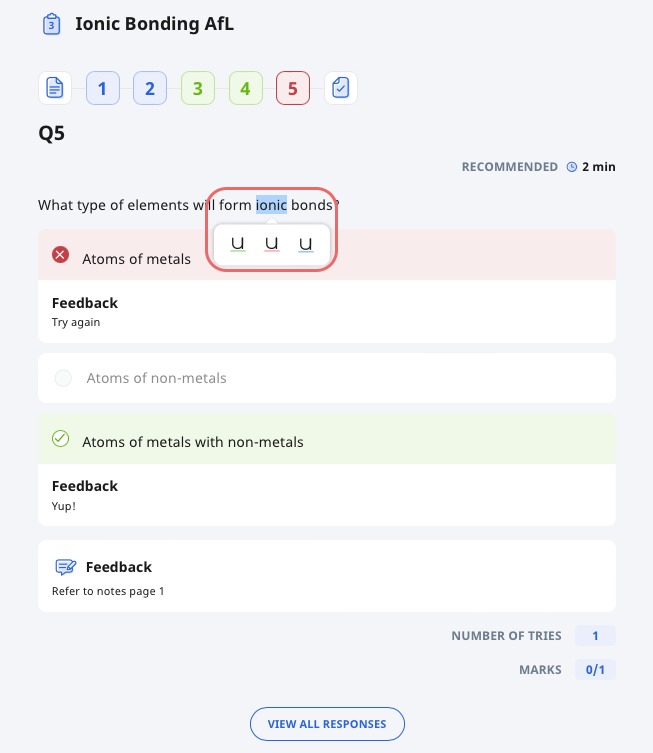 3
Ionic Bonding AfL
1 2 3 4 5
Q5
RECOMMENDED 2 min
What type of elements will form ionic bonds?
u u u
Atoms of metals
Feedback
Try again
Atoms of non-metals
Atoms of metals with non-metals
Feedback
Yup!
Feedback
Refer to notes page 1
NUMBER OF TRIES 1
MARKS 0/1
VIEW ALL RESPONSES